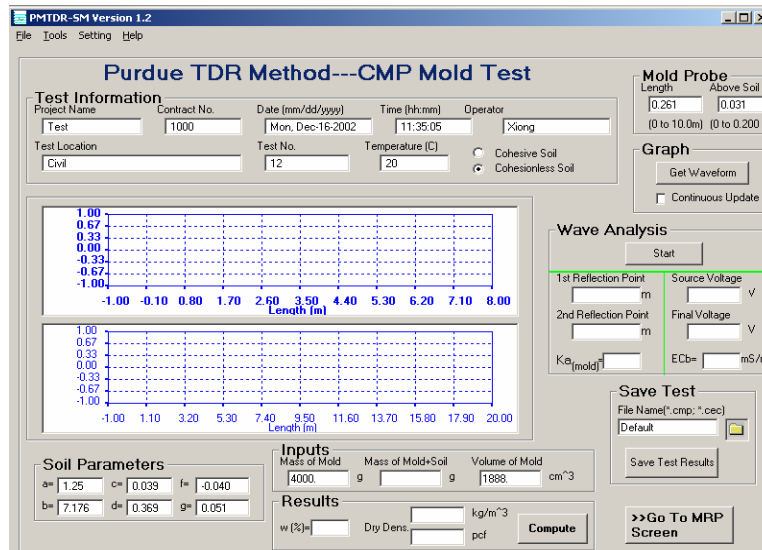 PMTDR-SM Version 1.2
File Tools Setting Help
Purdue TDR Method---CMP Mold Test
Test Information
Project Name Contract No. Date (mm/dd/yyyy) Time (hh:mm) Operator
Test 1000 Mon, Dec-16-2002 11:35:05 Xiong
Test Location Test No. Temperature (C)
Civil 12 20
Cohesive Soil
Cohesionless Soil
Mold Probe
Length Above Soil
0.261 0.031
(0 to 10.0m) (0 to 0.200
Graph
Get Waveform
Continuous Update
1.00
0.67
0.33
0.00
-0.33
-0.67
-1.00
-1.00 -0.10 0.80 1.70 2.60 3.50 4.40 5.30 6.20 7.10 8.00
Length (m)
1.00
0.67
0.33
0.00
-0.33
-0.67
-1.00
-1.00 1.10 3.20 5.30 7.40 9.50 11.60 13.70 15.80 17.90 20.00
Length (m)
Wave Analysis
Start
1st Reflection Point Source Voltage
m V
2nd Reflection Point Final Voltage
m V
Ka(mold)= ECb= mS/
Save Test
File Name(*.cmp; *.cec)
Default
Save Test Results
Soil Parameters
a= 1.25 c= 0.039 f= -0.040
b= 7.176 d= 0.369 g= 0.051
Inputs
Mass of Mold Mass of Mold+Soil Volume of Mold
4000. g g 1888. cm^3
Results
w (%)= Dry Dens. kg/m^3
pcf
Compute
>>Go To MRP
Screen